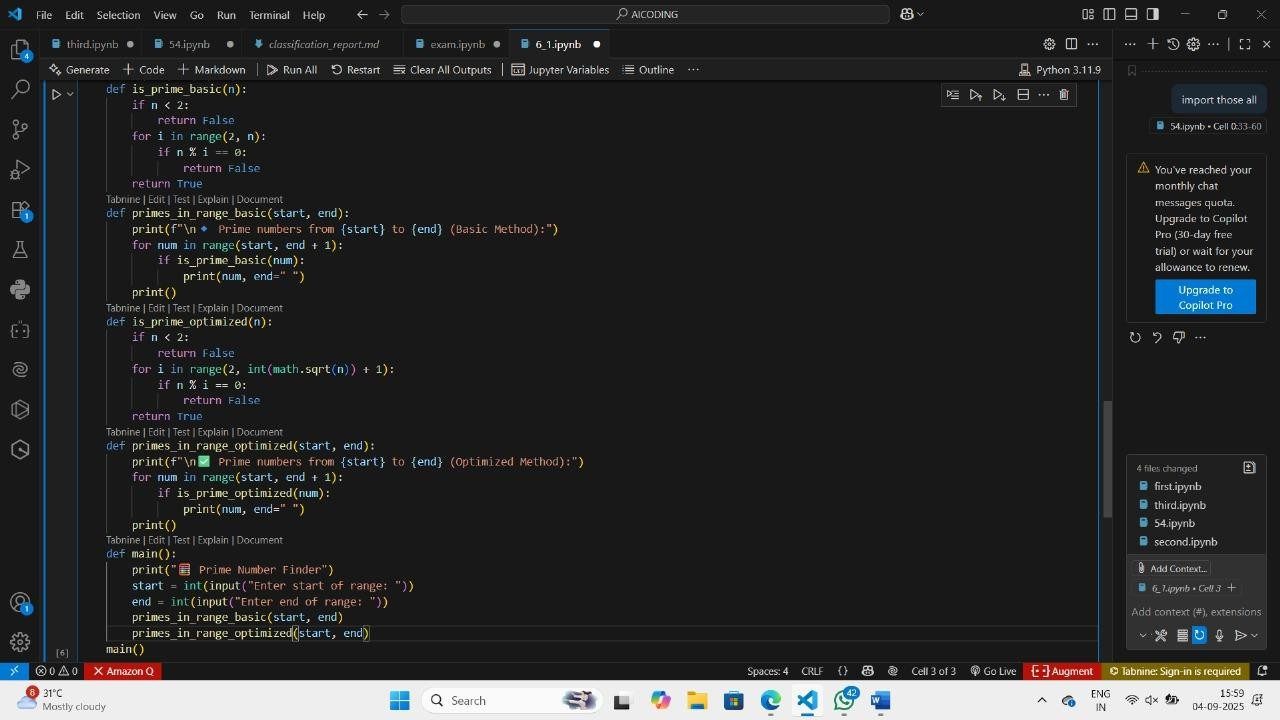 File Edit Selection View Go Run Terminal Help
AICODING
third.ipynb
54.ipynb
classification_report.md
exam.ipynb
6_1.ipynb
Generate + Code + Markdown Run All Restart Clear All Outputs Jupyter Variables Outline ...
Python 3.11.9
def is_prime_basic(n):
    if n < 2:
        return False
    for i in range(2, n):
        if n % i == 0:
            return False
    return True
Tabnine | Edit | Test | Explain | Document
def primes_in_range_basic(start, end):
    print(f"\n🔹 Prime numbers from {start} to {end} (Basic Method):")
    for num in range(start, end + 1):
        if is_prime_basic(num):
            print(num, end=" ")
    print()
Tabnine | Edit | Test | Explain | Document
def is_prime_optimized(n):
    if n < 2:
        return False
    for i in range(2, int(math.sqrt(n)) + 1):
        if n % i == 0:
            return False
    return True
Tabnine | Edit | Test | Explain | Document
def primes_in_range_optimized(start, end):
    print(f"\n✅ Prime numbers from {start} to {end} (Optimized Method):")
    for num in range(start, end + 1):
        if is_prime_optimized(num):
            print(num, end=" ")
    print()
Tabnine | Edit | Test | Explain | Document
def main():
    print("🧮 Prime Number Finder")
    start = int(input("Enter start of range: "))
    end = int(input("Enter end of range: "))
    primes_in_range_basic(start, end)
    primes_in_range_optimized(start, end)
main()
[6]
import those all
54.ipynb • Cell 0:33-60
You've reached your
monthly chat
messages quota.
Upgrade to Copilot
Pro (30-day free
trial) or wait for your
allowance to renew.
Upgrade to
Copilot Pro
4 files changed
first.ipynb
third.ipynb
54.ipynb
second.ipynb
Add Context...
6_1.ipynb • Cell 3 +
Add context (#), extensions
4
1
1
0 0 Amazon Q
Spaces: 4 CRLF {} Cell 3 of 3 Go Live Augment Tabnine: Sign-in is required
8
31°C
Mostly cloudy
Search
42
ENG
IN
15:59
04-09-2025